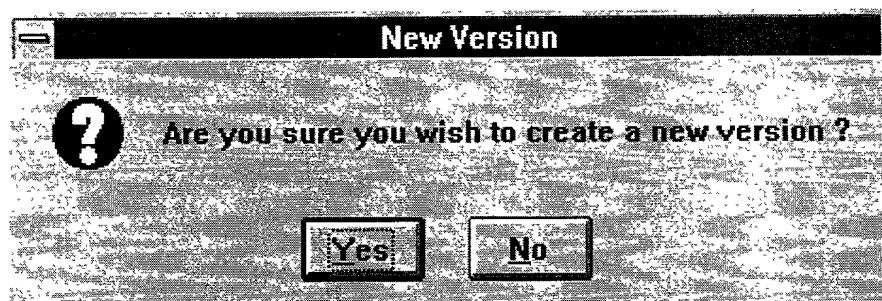 New Version
Are you sure you wish to create a new version ?
Yes
No